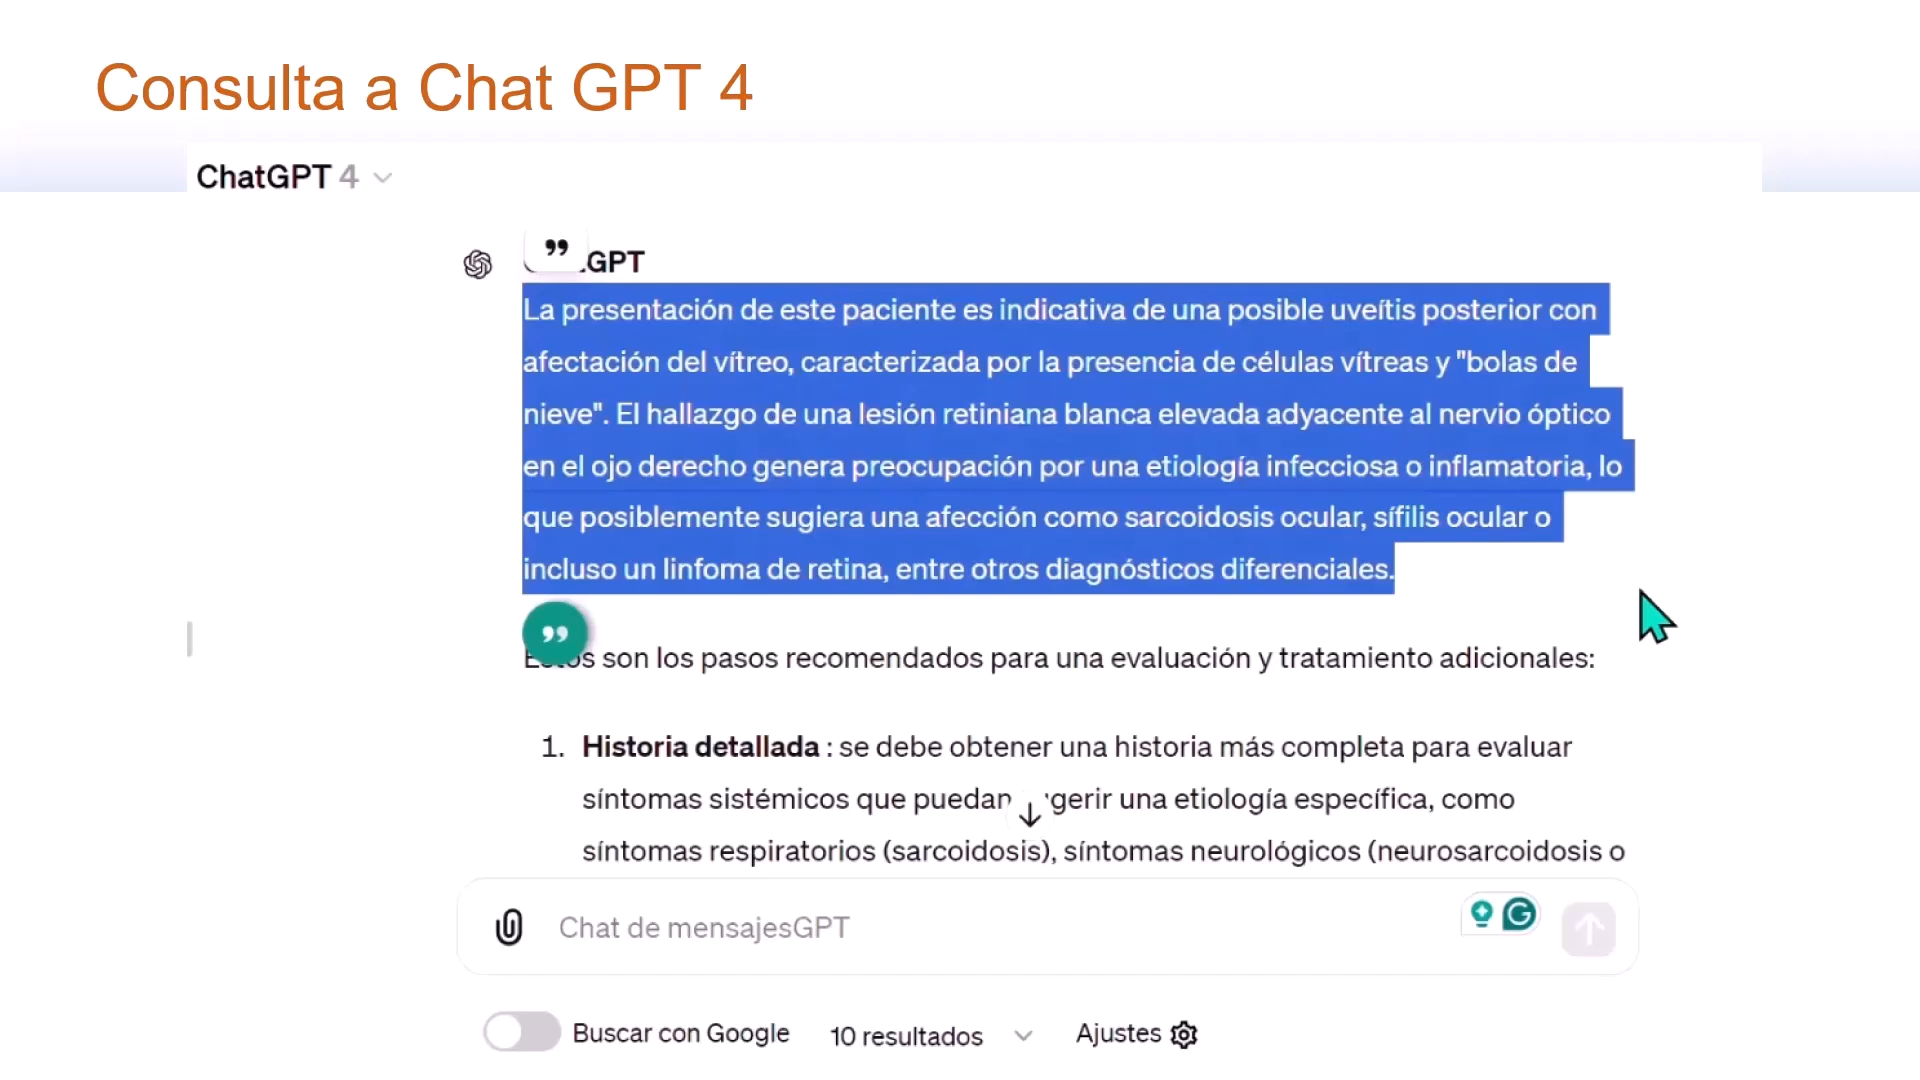 Consulta a Chat GPT 4
ChatGPT 4
GPT
La presentación de este paciente es indicativa de una posible uveítis posterior con
afectación del vítreo, caracterizada por la presencia de células vítreas y "bolas de
nieve". El hallazgo de una lesión retiniana blanca elevada adyacente al nervio óptico
en el ojo derecho genera preocupación por una etiología infecciosa o inflamatoria, lo
que posiblemente sugiera una afección como sarcoidosis ocular, sífilis ocular o
incluso un linfoma de retina, entre otros diagnósticos diferenciales.
Estos son los pasos recomendados para una evaluación y tratamiento adicionales:
1. Historia detallada : se debe obtener una historia más completa para evaluar
síntomas sistémicos que puedan sugerir una etiología específica, como
síntomas respiratorios (sarcoidosis), síntomas neurológicos (neurosarcoidosis o
Chat de mensajesGPT
Buscar con Google 10 resultados Ajustes